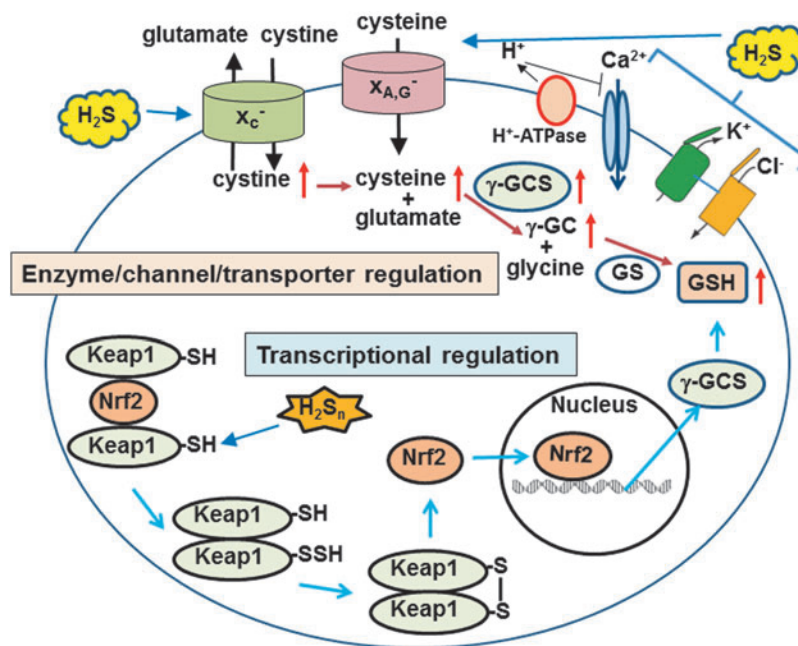 glutamate
cystine
cysteine
H⁺
Ca²⁺
H₂S
H₂S
x_c⁻
x_A,G⁻
H⁺-ATPase
K⁺
Cl⁻
cystine
cysteine
+
glutamate
γ-GCS
γ-GC
+
glycine
GS
GSH
Enzyme/channel/transporter regulation
Transcriptional regulation
Keap1
-SH
Nrf2
Keap1
-SH
H₂Sₙ
Nucleus
Nrf2
Nrf2
γ-GCS
Keap1
-SH
Keap1
-SSH
Keap1
-S
Keap1
-S